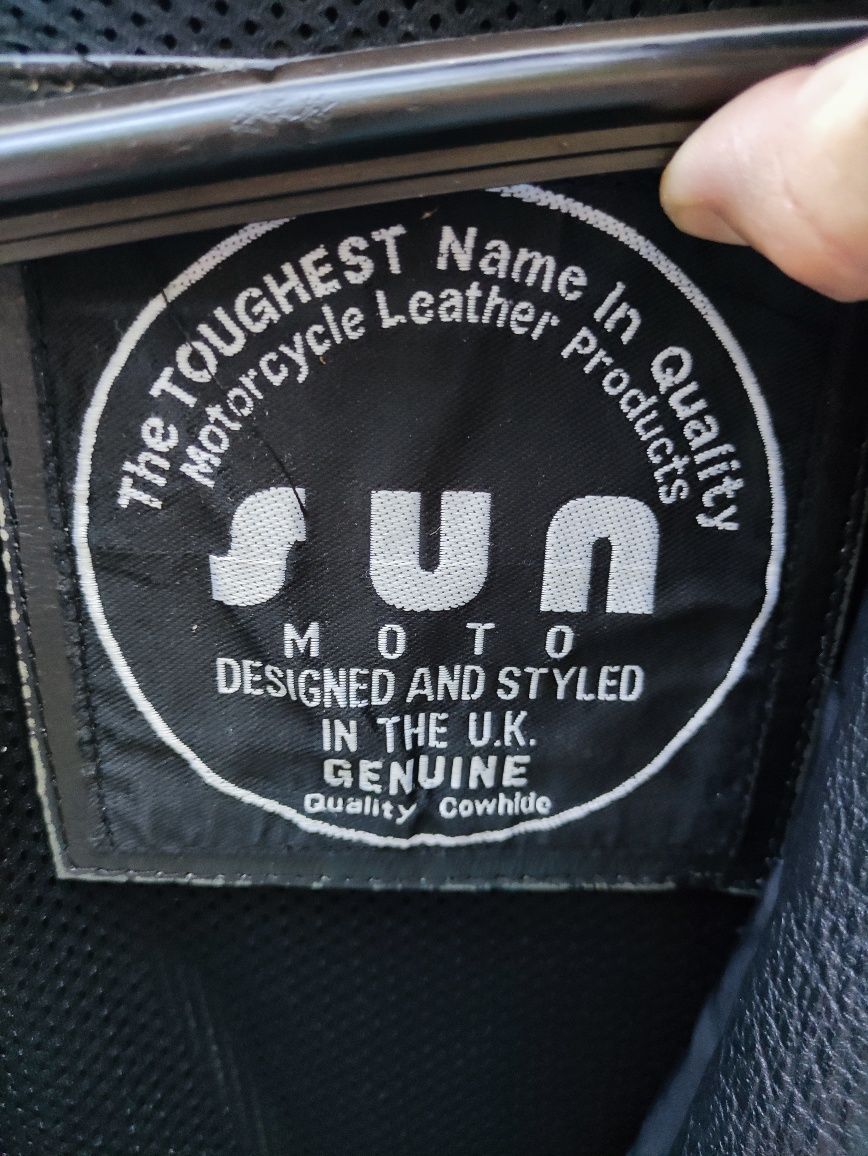 The TOUGHEST Name In Quality
Motorcycle Leather Products
sun
MOTO
DESIGNED AND STYLED
IN THE U.K.
GENUINE
Quality Cowhide